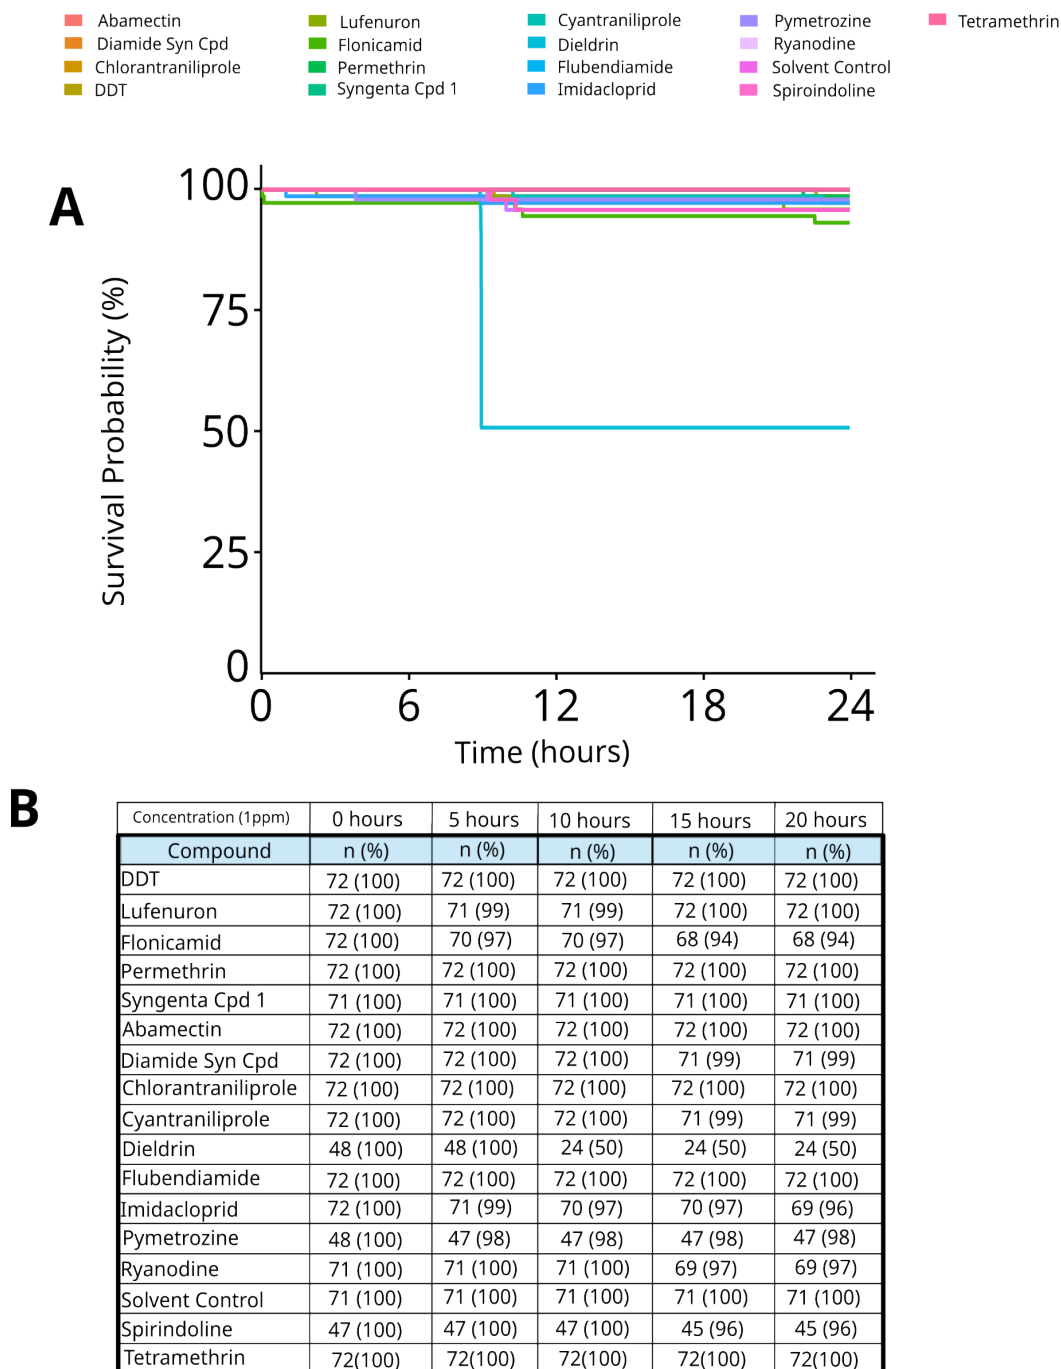 Abamectin Lufenuron Cyantraniliprole Pymetrozine Tetramethrin
Diamide Syn Cpd Flonicamid Dieldrin Ryanodine
Chlorantraniliprole Permethrin Flubendiamide Solvent Control
DDT Syngenta Cpd 1 Imidacloprid Spiroindoline
A
Survival Probability (%)
100
75
50
25
0
0 6 12 18 24
Time (hours)
B
Concentration (1ppm) 0 hours 5 hours 10 hours 15 hours 20 hours
Compound n (%) n (%) n (%) n (%) n (%)
DDT 72 (100) 72 (100) 72 (100) 72 (100) 72 (100)
Lufenuron 72 (100) 71 (99) 71 (99) 72 (100) 72 (100)
Flonicamid 72 (100) 70 (97) 70 (97) 68 (94) 68 (94)
Permethrin 72 (100) 72 (100) 72 (100) 72 (100) 72 (100)
Syngenta Cpd 1 71 (100) 71 (100) 71 (100) 71 (100) 71 (100)
Abamectin 72 (100) 72 (100) 72 (100) 72 (100) 72 (100)
Diamide Syn Cpd 72 (100) 72 (100) 72 (100) 71 (99) 71 (99)
Chlorantraniliprole 72 (100) 72 (100) 72 (100) 72 (100) 72 (100)
Cyantraniliprole 72 (100) 72 (100) 72 (100) 71 (99) 71 (99)
Dieldrin 48 (100) 48 (100) 24 (50) 24 (50) 24 (50)
Flubendiamide 72 (100) 72 (100) 72 (100) 72 (100) 72 (100)
Imidacloprid 72 (100) 71 (99) 70 (97) 70 (97) 69 (96)
Pymetrozine 48 (100) 47 (98) 47 (98) 47 (98) 47 (98)
Ryanodine 71 (100) 71 (100) 71 (100) 69 (97) 69 (97)
Solvent Control 71 (100) 71 (100) 71 (100) 71 (100) 71 (100)
Spirindoline 47 (100) 47 (100) 47 (100) 45 (96) 45 (96)
Tetramethrin 72(100) 72(100) 72(100) 72(100) 72(100)